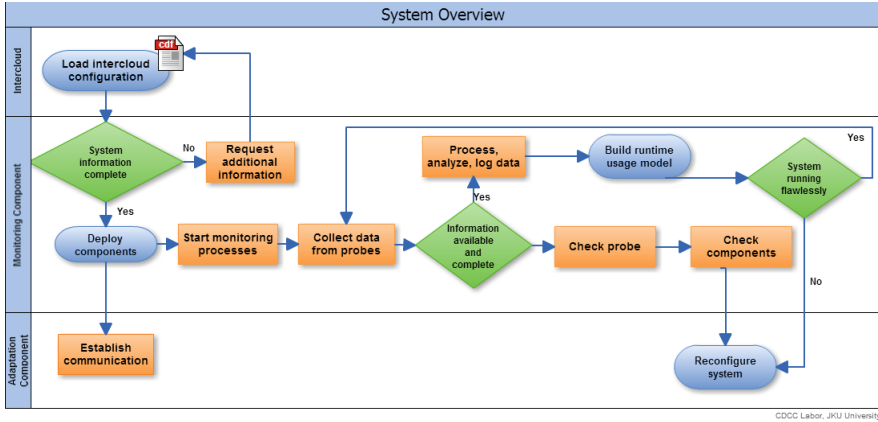 System Overview
Intercloud
Load intercloud
configuration
cdf
Monitoring Component
System
information
complete
No
Request
additional
information
Yes
Deploy
components
Start monitoring
processes
Collect data
from probes
Process,
analyze, log data
Yes
Information
available
and
complete
Build runtime
usage model
Yes
System
running
flawlessly
Check probe
Check
components
No
Adaptation
Component
Establish
communication
Reconfigure
system
CDCC Labor, JKU University